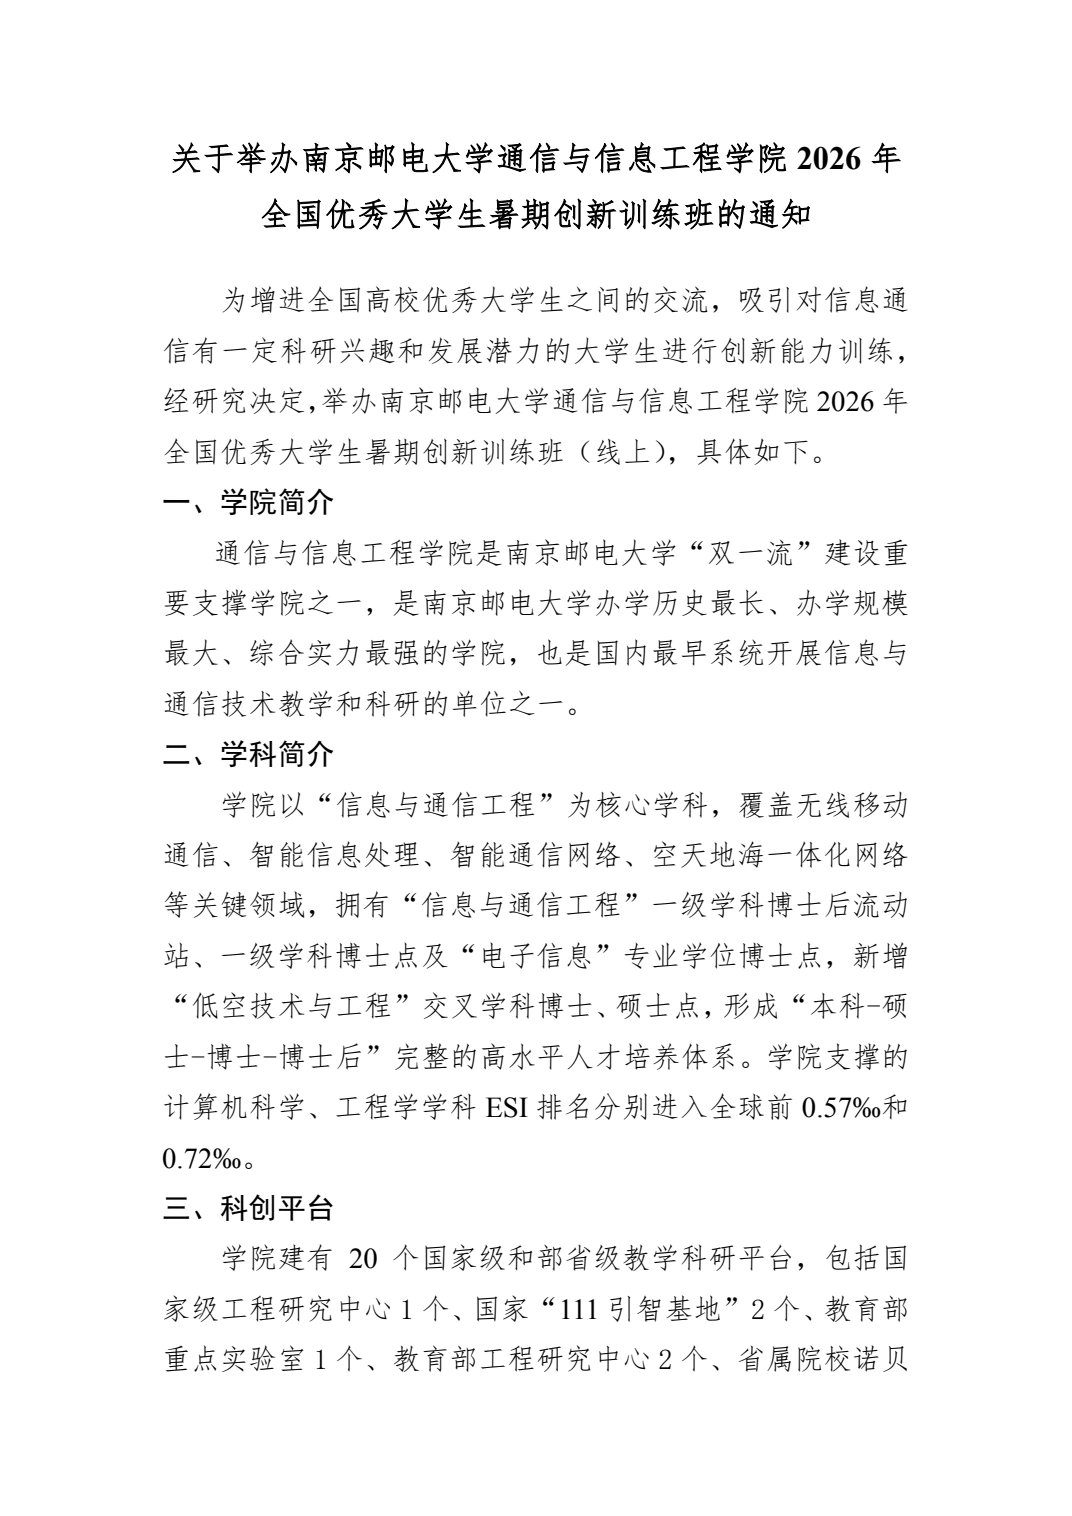 关于举办南京邮电大学通信与信息工程学院 2026 年
全国优秀大学生暑期创新训练班的通知
为增进全国高校优秀大学生之间的交流，吸引对信息通
信有一定科研兴趣和发展潜力的大学生进行创新能力训练，
经研究决定，举办南京邮电大学通信与信息工程学院 2026 年
全国优秀大学生暑期创新训练班（线上），具体如下。
一、学院简介
通信与信息工程学院是南京邮电大学“双一流”建设重
要支撑学院之一，是南京邮电大学办学历史最长、办学规模
最大、综合实力最强的学院，也是国内最早系统开展信息与
通信技术教学和科研的单位之一。
二、学科简介
学院以“信息与通信工程”为核心学科，覆盖无线移动
通信、智能信息处理、智能通信网络、空天地海一体化网络
等关键领域，拥有“信息与通信工程”一级学科博士后流动
站、一级学科博士点及“电子信息”专业学位博士点，新增
“低空技术与工程”交叉学科博士、硕士点，形成“本科-硕
士-博士-博士后”完整的高水平人才培养体系。学院支撑的
计算机科学、工程学学科 ESI 排名分别进入全球前 0.57‰和
0.72‰。
三、科创平台
学院建有 20 个国家级和部省级教学科研平台，包括国
家级工程研究中心 1 个、国家“111 引智基地”2 个、教育部
重点实验室 1 个、教育部工程研究中心 2 个、省属院校诺贝